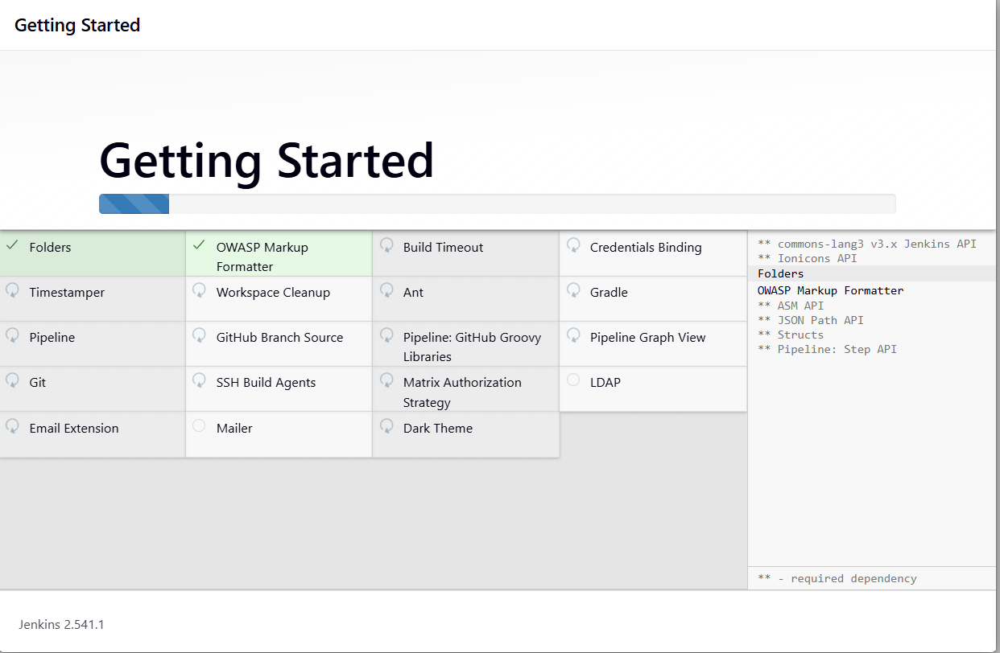 Getting Started
Getting Started
Folders
OWASP Markup
Formatter
Build Timeout
Credentials Binding
Timestamper
Workspace Cleanup
Ant
Gradle
Pipeline
GitHub Branch Source
Pipeline: GitHub Groovy
Libraries
Pipeline Graph View
Git
SSH Build Agents
Matrix Authorization
Strategy
LDAP
Email Extension
Mailer
Dark Theme
** commons-lang3 v3.x Jenkins API
** Ionicons API
Folders
OWASP Markup Formatter
** ASM API
** JSON Path API
** Structs
** Pipeline: Step API
** - required dependency
Jenkins 2.541.1